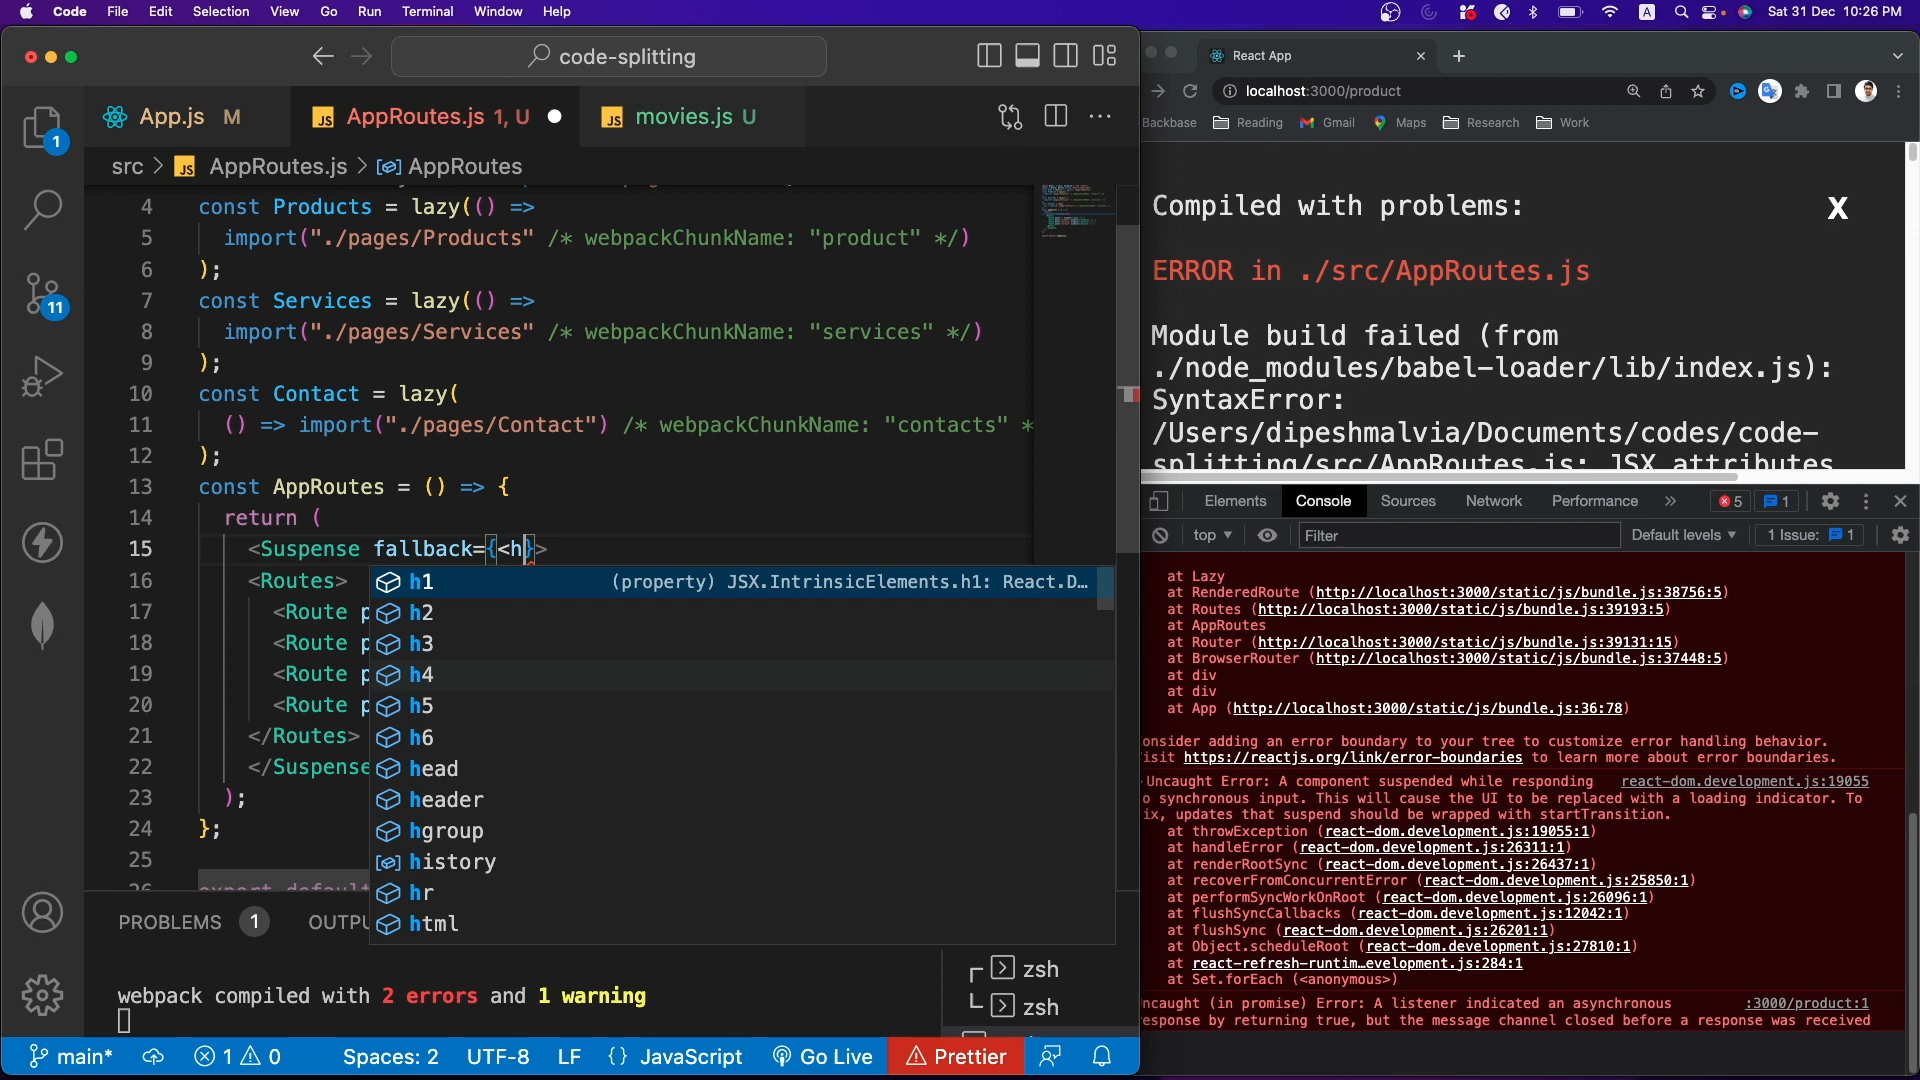 Code File Edit Selection View Go Run Terminal Window Help
A
Sat 31 Dec 10:26 PM
code-splitting
App.js M
AppRoutes.js 1, U
movies.js U
src > AppRoutes.js > AppRoutes
4 const Products = lazy(() =>
5 import("./pages/Products" /* webpackChunkName: "product" */)
6 );
7 const Services = lazy(() =>
8 import("./pages/Services" /* webpackChunkName: "services" */)
9 );
10 const Contact = lazy(
11 () => import("./pages/Contact") /* webpackChunkName: "contacts" *
12 );
13 const AppRoutes = () => {
14 return (
15 <Suspense fallback={<h}>
16 <Routes>
17 <Route p
18 <Route p
19 <Route p
20 <Route p
21 </Routes>
22 </Suspense
23 );
24 };
25
26 export default
h1 (property) JSX.IntrinsicElements.h1: React.D…
h2
h3
h4
h5
h6
head
header
hgroup
history
hr
html
1
11
PROBLEMS 1 OUTPU
webpack compiled with 2 errors and 1 warning
zsh
zsh
main* 1 0 Spaces: 2 UTF-8 LF {} JavaScript Go Live Prettier
React App
localhost:3000/product
Backbase Reading Gmail Maps Research Work
Compiled with problems:
X
ERROR in ./src/AppRoutes.js
Module build failed (from
./node_modules/babel-loader/lib/index.js):
SyntaxError:
/Users/dipeshmalvia/Documents/codes/code-
splitting/src/AppRoutes.js: JSX attributes
Elements Console Sources Network Performance » 5 1
top Filter Default levels 1 Issue: 1
at Lazy
at RenderedRoute (http://localhost:3000/static/js/bundle.js:38756:5)
at Routes (http://localhost:3000/static/js/bundle.js:39193:5)
at AppRoutes
at Router (http://localhost:3000/static/js/bundle.js:39131:15)
at BrowserRouter (http://localhost:3000/static/js/bundle.js:37448:5)
at div
at div
at App (http://localhost:3000/static/js/bundle.js:36:78)
onsider adding an error boundary to your tree to customize error handling behavior.
isit https://reactjs.org/link/error-boundaries to learn more about error boundaries.
Uncaught Error: A component suspended while responding react-dom.development.js:19055
o synchronous input. This will cause the UI to be replaced with a loading indicator. To
ix, updates that suspend should be wrapped with startTransition.
at throwException (react-dom.development.js:19055:1)
at handleError (react-dom.development.js:26311:1)
at renderRootSync (react-dom.development.js:26437:1)
at recoverFromConcurrentError (react-dom.development.js:25850:1)
at performSyncWorkOnRoot (react-dom.development.js:26096:1)
at flushSyncCallbacks (react-dom.development.js:12042:1)
at flushSync (react-dom.development.js:26201:1)
at Object.scheduleRoot (react-dom.development.js:27810:1)
at react-refresh-runtim…evelopment.js:284:1
at Set.forEach (<anonymous>)
ncaught (in promise) Error: A listener indicated an asynchronous :3000/product:1
esponse by returning true, but the message channel closed before a response was received